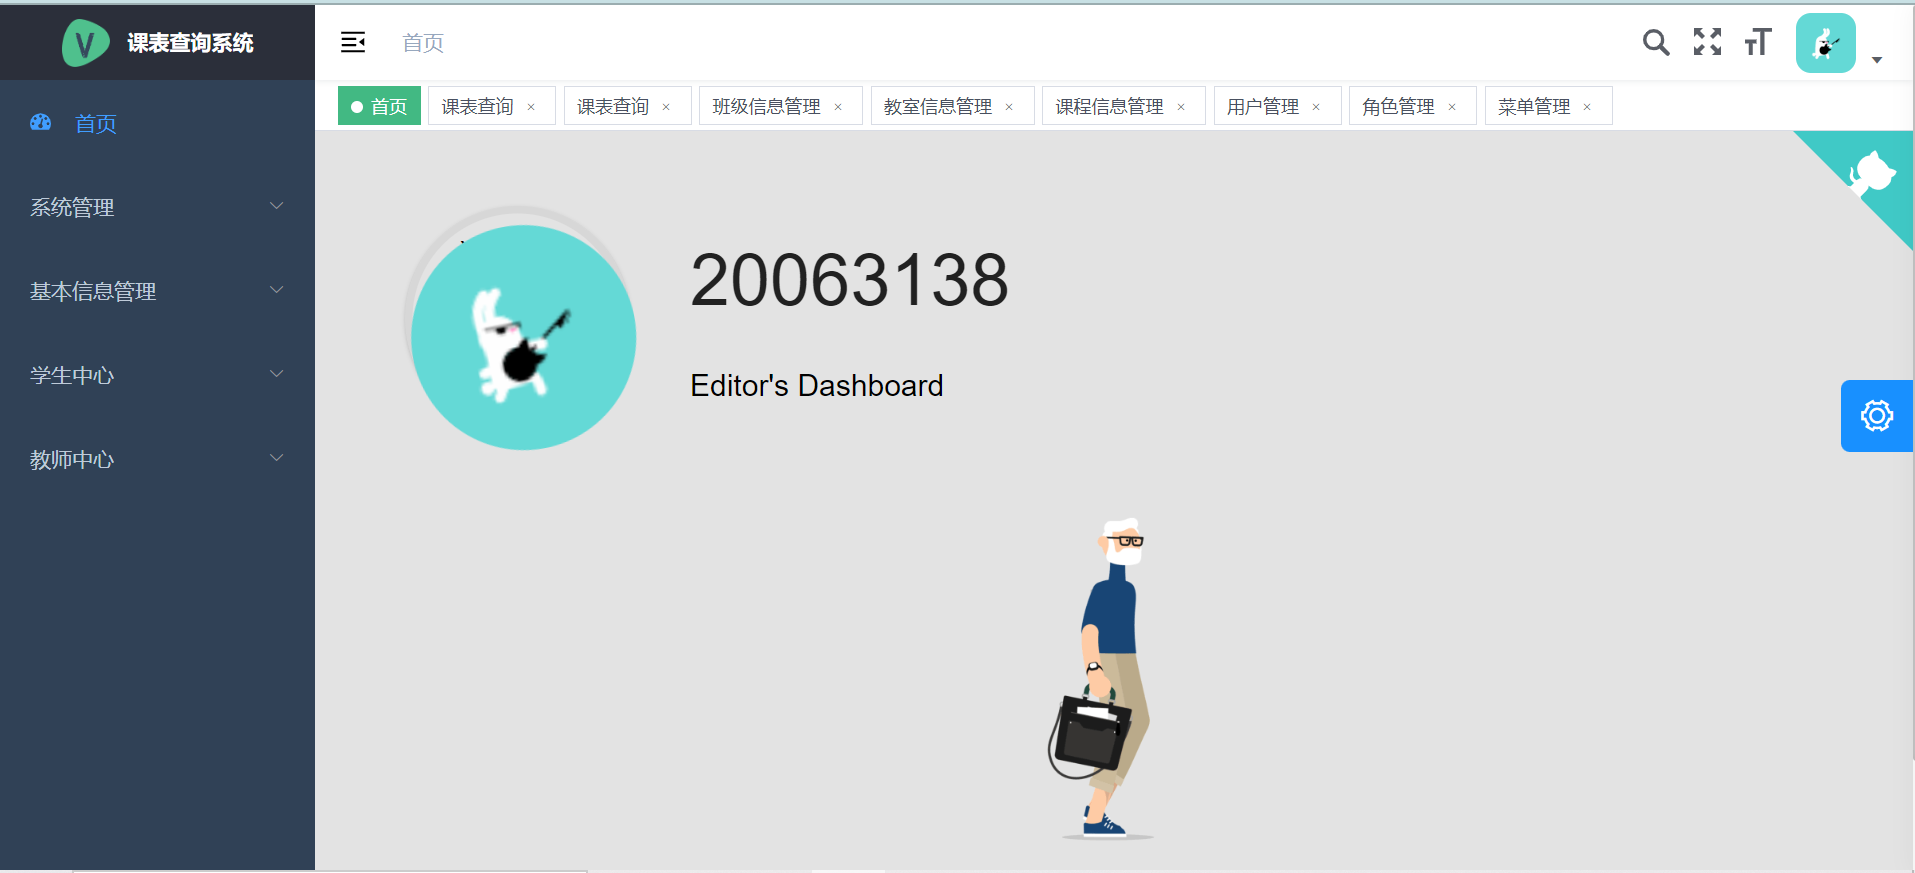 V 课表查询系统
首页
首页
系统管理
基本信息管理
学生中心
教师中心
首页 课表查询 × 课表查询 × 班级信息管理 × 教室信息管理 × 课程信息管理 × 用户管理 × 角色管理 × 菜单管理 ×
20063138
Editor's Dashboard